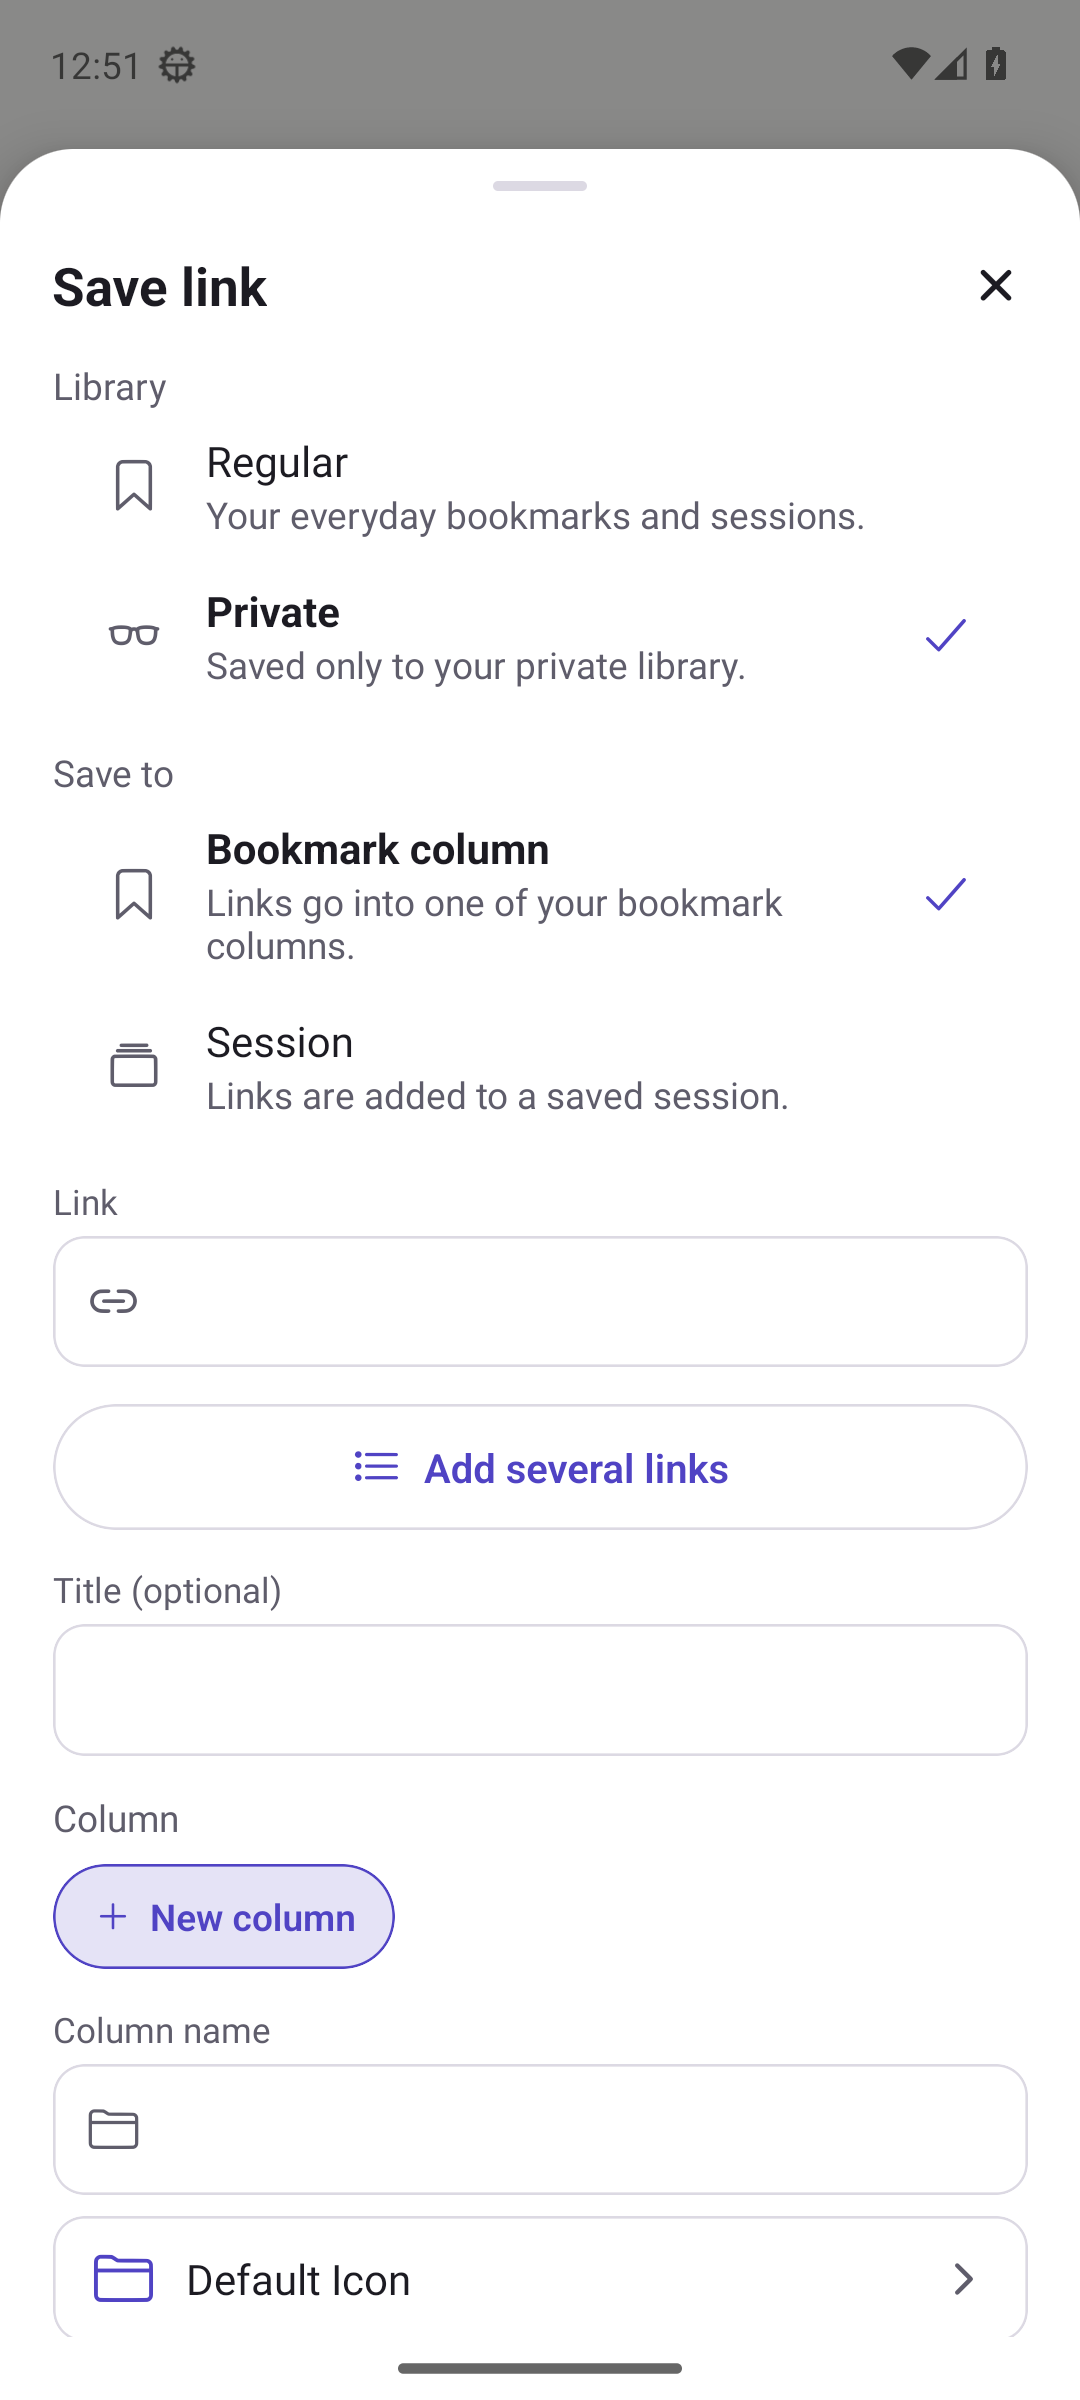 12:51
Save link
Library
Regular
Your everyday bookmarks and sessions.
Private
Saved only to your private library.
Save to
Bookmark column
Links go into one of your bookmark
columns.
Session
Links are added to a saved session.
Link
Add several links
Title (optional)
Column
New column
Column name
Default Icon